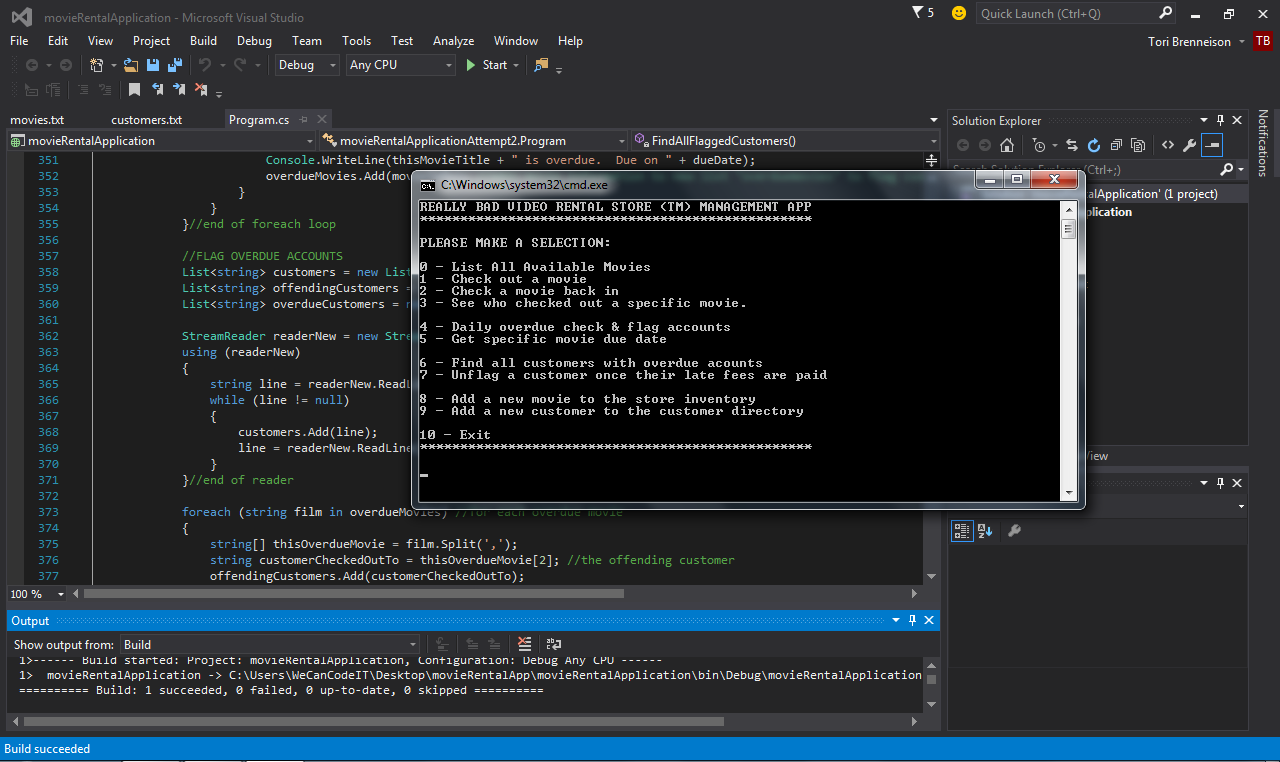 movieRentalApplication - Microsoft Visual Studio
5
Quick Launch (Ctrl+Q)
File Edit View Project Build Debug Team Tools Test Analyze Window Help
Tori Brenneison TB
Debug Any CPU Start
movies.txt customers.txt Program.cs
movieRentalApplication movieRentalApplicationAttempt2.Program FindAllFlaggedCustomers()
351 Console.WriteLine(thisMovieTitle + " is overdue.  Due on " + dueDate);
352 overdueMovies.Add(mov
353 }
354 }
355 }//end of foreach loop
356
357 //FLAG OVERDUE ACCOUNTS
358 List<string> customers = new List
359 List<string> offendingCustomers =
360 List<string> overdueCustomers = n
361
362 StreamReader readerNew = new Stre
363 using (readerNew)
364 {
365 string line = readerNew.ReadL
366 while (line != null)
367 {
368 customers.Add(line);
369 line = readerNew.ReadLine
370 }
371 }//end of reader
372
373 foreach (string film in overdueMovies) //for each overdue movie
374 {
375 string[] thisOverdueMovie = film.Split(',');
376 string customerCheckedOutTo = thisOverdueMovie[2]; //the offending customer
377 offendingCustomers.Add(customerCheckedOutTo);
100 %
C:\Windows\system32\cmd.exe
REALLY BAD VIDEO RENTAL STORE (TM) MANAGEMENT APP
*************************************************
PLEASE MAKE A SELECTION:
0 - List All Available Movies
1 - Check out a movie
2 - Check a movie back in
3 - See who checked out a specific movie.
4 - Daily overdue check & flag accounts
5 - Get specific movie due date
6 - Find all customers with overdue acounts
7 - Unflag a customer once their late fees are paid
8 - Add a new movie to the store inventory
9 - Add a new customer to the customer directory
10 - Exit
*************************************************
Solution Explorer
(Ctrl+;)
alApplication' (1 project)
plication
View
Notifications
Output
Show output from: Build
1>------ Build started: Project: movieRentalApplication, Configuration: Debug Any CPU ------
1>  movieRentalApplication -> C:\Users\WeCanCodeIT\Desktop\movieRentalApp\movieRentalApplication\bin\Debug\movieRentalApplication
========== Build: 1 succeeded, 0 failed, 0 up-to-date, 0 skipped ==========
Build succeeded